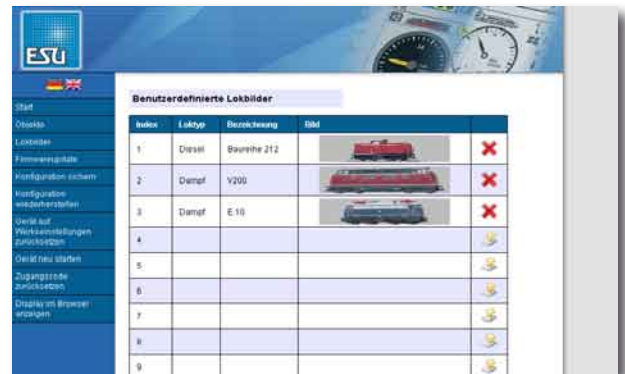 ESU
Start
Objekte
Lokbilder
Firmwareupdate
Konfiguration sichern
Konfiguration
wiederherstellen
Gerät auf
Werkseinstellungen
zurücksetzen
Gerät neu starten
Zugangscode
zurücksetzen
Display im Browser
anzeigen
Benutzerdefinierte Lokbilder
Index Loktyp Bezeichnung Bild
1 Diesel Baureihe 212
2 Dampf V200
3 Dampf E 10
4
5
6
7
8
9